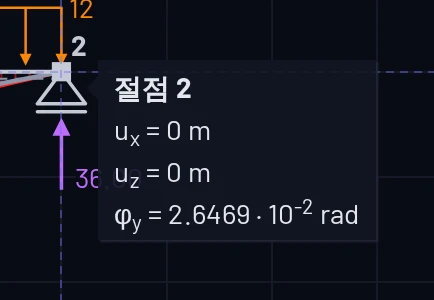 12
2
절점 2
uₓ = 0 m
u_z = 0 m
φ_y = 2.6469 · 10⁻² rad